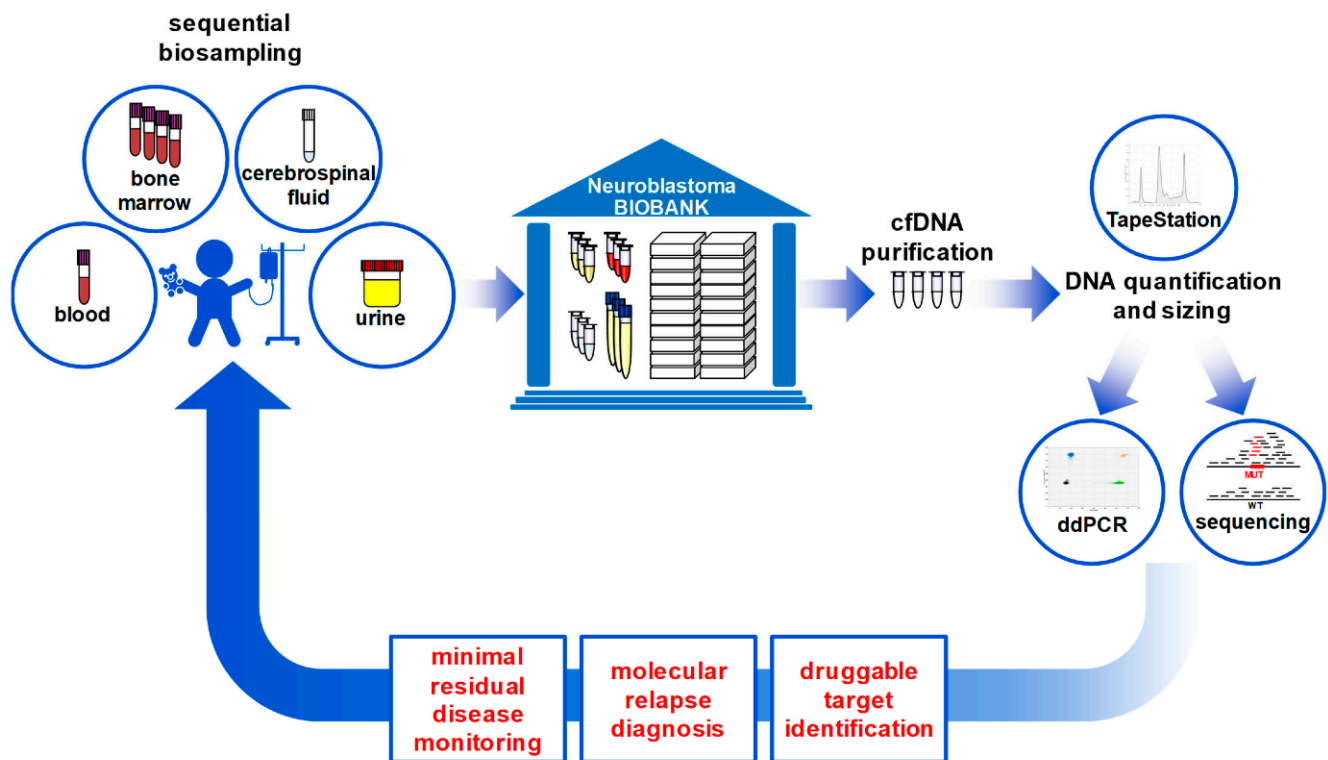 sequential
biosampling
bone
marrow
cerebrospinal
fluid
blood
urine
Neuroblastoma
BIOBANK
cfDNA
purification
TapeStation
DNA quantification
and sizing
ddPCR
MUT
WT
sequencing
minimal
residual
disease
monitoring
molecular
relapse
diagnosis
druggable
target
identification